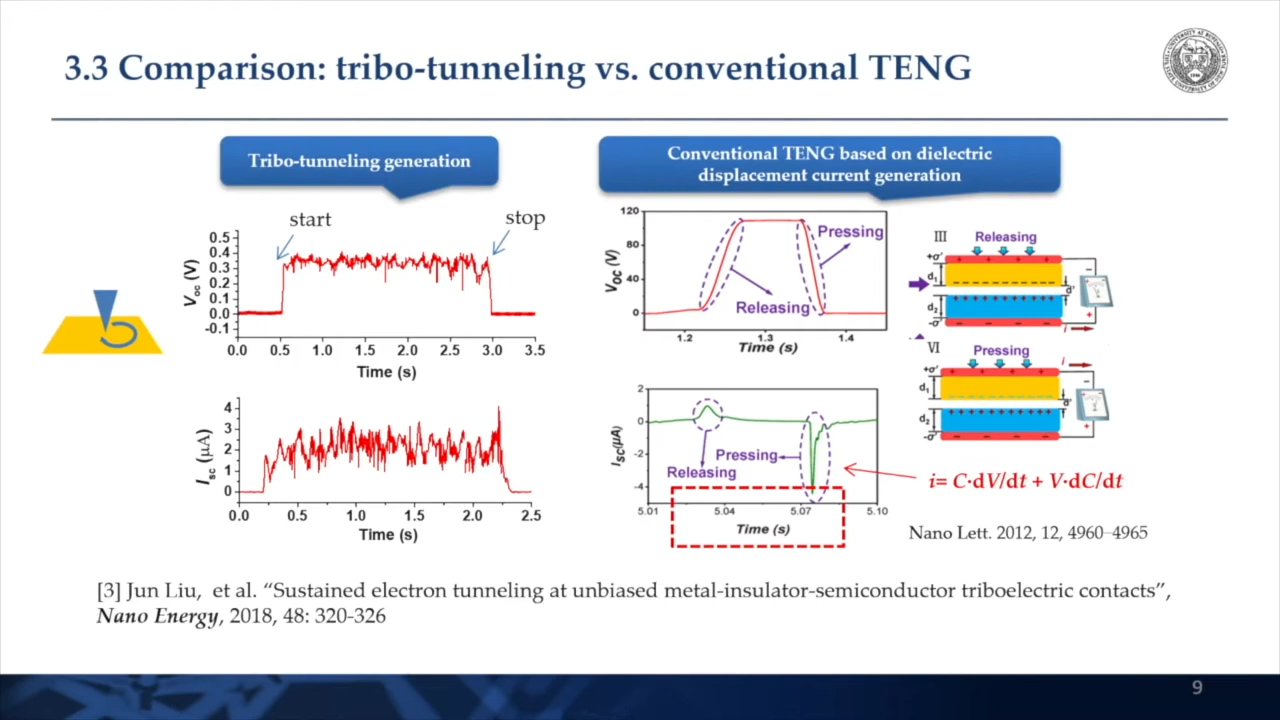 3.3 Comparison: tribo-tunneling vs. conventional TENG
Tribo-tunneling generation
start
stop
0.5
0.4
0.3
0.2
0.1
0.0
-0.1
Voc (V)
0.0 0.5 1.0 1.5 2.0 2.5 3.0 3.5
Time (s)
4
3
2
1
0
Isc (μA)
0.0 0.5 1.0 1.5 2.0 2.5
Time (s)
Conventional TENG based on dielectric
displacement current generation
120
80
40
0
VOC (V)
Pressing
Releasing
1.2 1.3 1.4
Time (s)
2
0
-2
-4
ISC(μA)
Pressing
Releasing
5.01 5.04 5.07 5.10
Time (s)
III Releasing
+σ'
d1
d'
d2
-σ'
i
VI Pressing
i
+σ'
d1
d'
d2
-σ'
i= C·dV/dt + V·dC/dt
Nano Lett. 2012, 12, 4960–4965
[3] Jun Liu, et al. “Sustained electron tunneling at unbiased metal-insulator-semiconductor triboelectric contacts”,
Nano Energy, 2018, 48: 320-326
9